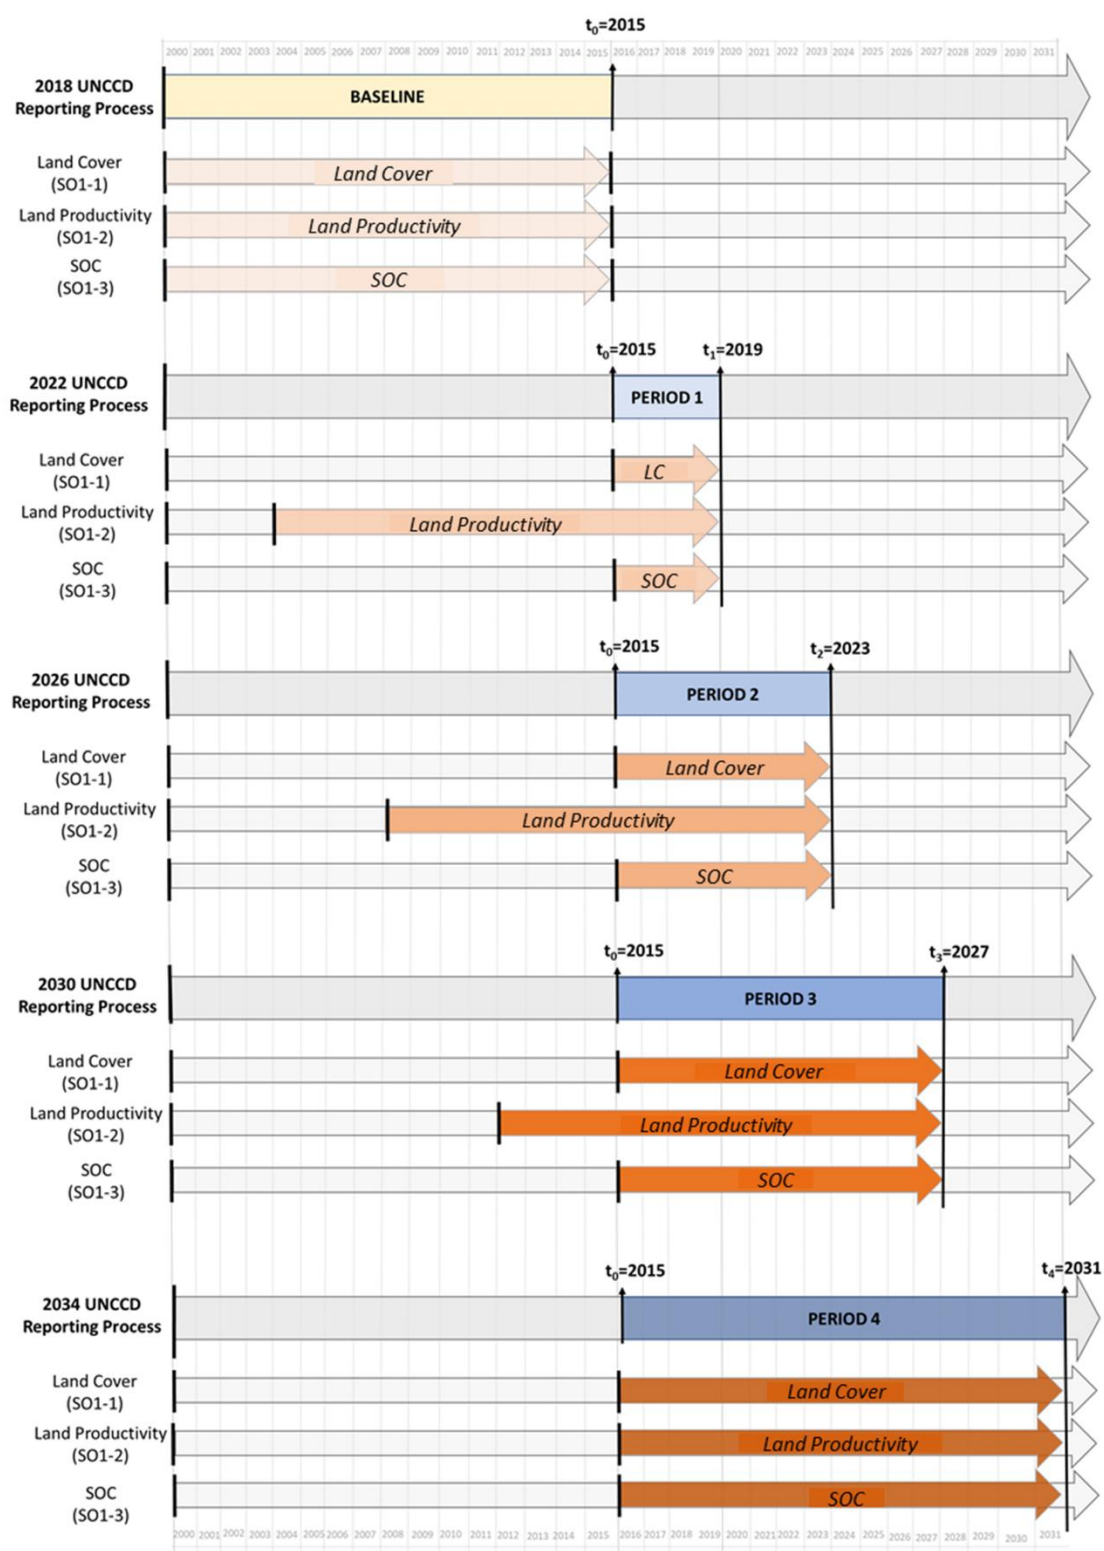 t0=2015
2000 2001 2002 2003 2004 2005 2006 2007 2008 2009 2010 2011 2012 2013 2014 2015 2016 2017 2018 2019 2020 2021 2022 2023 2024 2025 2026 2027 2028 2029 2030 2031
2018 UNCCD
Reporting Process
BASELINE
Land Cover
(SO1-1)
Land Cover
Land Productivity
(SO1-2)
Land Productivity
SOC
(SO1-3)
SOC
t0=2015
t1=2019
2022 UNCCD
Reporting Process
PERIOD 1
Land Cover
(SO1-1)
LC
Land Productivity
(SO1-2)
Land Productivity
SOC
(SO1-3)
SOC
t0=2015
t2=2023
2026 UNCCD
Reporting Process
PERIOD 2
Land Cover
(SO1-1)
Land Cover
Land Productivity
(SO1-2)
Land Productivity
SOC
(SO1-3)
SOC
t0=2015
t3=2027
2030 UNCCD
Reporting Process
PERIOD 3
Land Cover
(SO1-1)
Land Cover
Land Productivity
(SO1-2)
Land Productivity
SOC
(SO1-3)
SOC
t0=2015
t4=2031
2034 UNCCD
Reporting Process
PERIOD 4
Land Cover
(SO1-1)
Land Cover
Land Productivity
(SO1-2)
Land Productivity
SOC
(SO1-3)
SOC
2000 2001 2002 2003 2004 2005 2006 2007 2008 2009 2010 2011 2012 2013 2014 2015 2016 2017 2018 2019 2020 2021 2022 2023 2024 2025 2026 2027 2028 2029 2030 2031